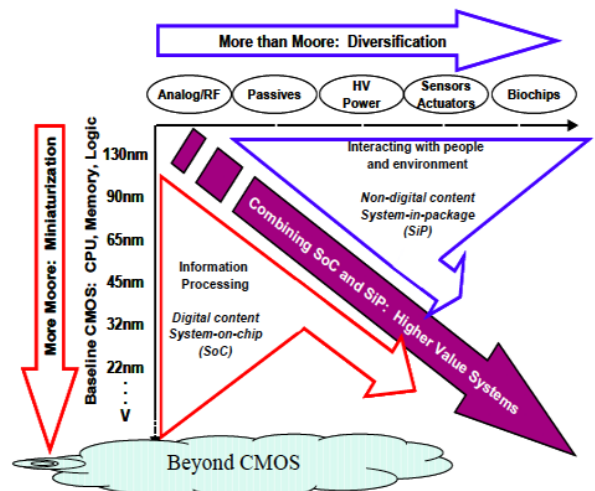 More than Moore: Diversification
Analog/RF
Passives
HV
Power
Sensors
Actuators
Biochips
More Moore: Miniaturization
Baseline CMOS: CPU, Memory, Logic
130nm
90nm
65nm
45nm
32nm
22nm
Interacting with people
and environment
Non-digital content
System-in-package
(SiP)
Combining SoC and SiP: Higher Value Systems
Information
Processing
Digital content
System-on-chip
(SoC)
Beyond CMOS